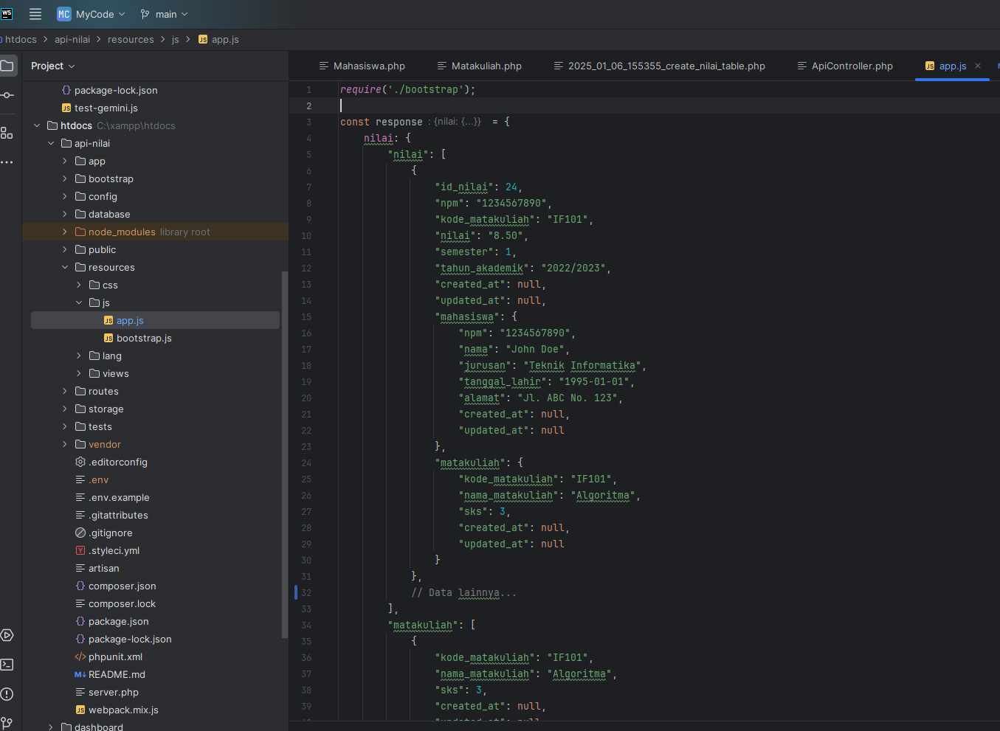 WS MC MyCode main
htdocs > api-nilai > resources > js > JS app.js
Project
Mahasiswa.php Matakuliah.php 2025_01_06_155355_create_nilai_table.php ApiController.php JS app.js
{} package-lock.json
JS test-gemini.js
htdocs C:\xampp\htdocs
api-nilai
app
bootstrap
config
database
node_modules library root
public
resources
css
js
JS app.js
JS bootstrap.js
lang
views
routes
storage
tests
vendor
.editorconfig
.env
.env.example
.gitattributes
.gitignore
Y .styleci.yml
artisan
{} composer.json
composer.lock
{} package.json
{} package-lock.json
</> phpunit.xml
M↓ README.md
server.php
JS webpack.mix.js
dashboard
1 require('./bootstrap');
2
3 const response : {nilai: {...}} = {
4 nilai: {
5 "nilai": [
6 {
7 "id_nilai": 24,
8 "npm": "1234567890",
9 "kode_matakuliah": "IF101",
10 "nilai": "8.50",
11 "semester": 1,
12 "tahun_akademik": "2022/2023",
13 "created_at": null,
14 "updated_at": null,
15 "mahasiswa": {
16 "npm": "1234567890",
17 "nama": "John Doe",
18 "jurusan": "Teknik Informatika",
19 "tanggal_lahir": "1995-01-01",
20 "alamat": "Jl. ABC No. 123",
21 "created_at": null,
22 "updated_at": null
23 },
24 "matakuliah": {
25 "kode_matakuliah": "IF101",
26 "nama_matakuliah": "Algoritma",
27 "sks": 3,
28 "created_at": null,
29 "updated_at": null
30 }
31 },
32 // Data lainnya...
33 ],
34 "matakuliah": [
35 {
36 "kode_matakuliah": "IF101",
37 "nama_matakuliah": "Algoritma",
38 "sks": 3,
39 "created_at": null,